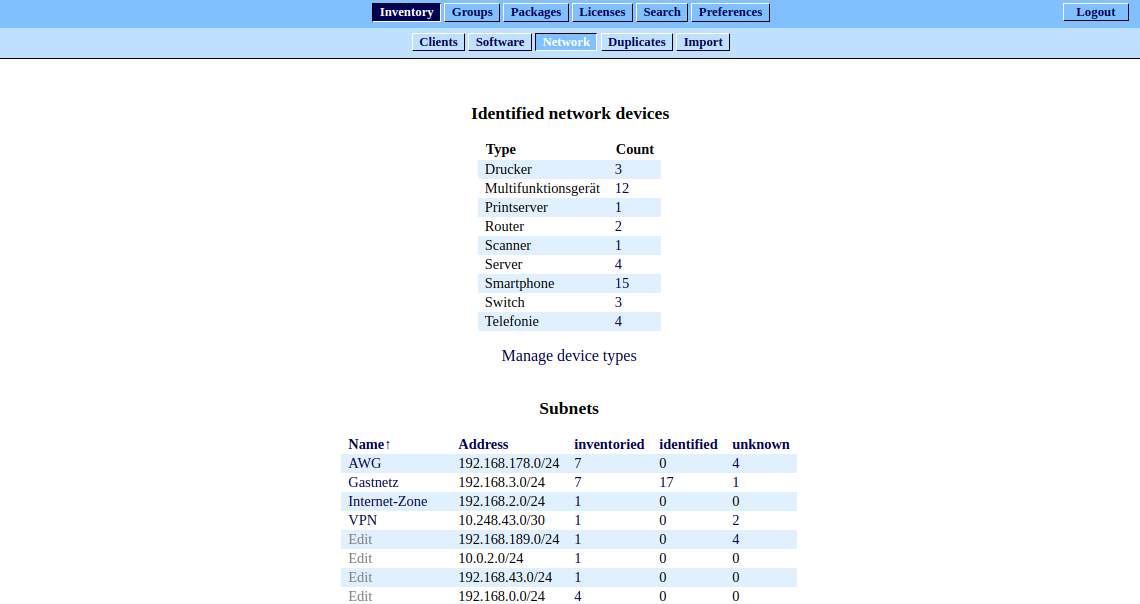 Inventory Groups Packages Licenses Search Preferences Logout
Clients Software Network Duplicates Import
Identified network devices
Type Count
Drucker 3
Multifunktionsgerät 12
Printserver 1
Router 2
Scanner 1
Server 4
Smartphone 15
Switch 3
Telefonie 4
Manage device types
Subnets
Name↑ Address inventoried identified unknown
AWG 192.168.178.0/24 7 0 4
Gastnetz 192.168.3.0/24 7 17 1
Internet-Zone 192.168.2.0/24 1 0 0
VPN 10.248.43.0/30 1 0 2
Edit 192.168.189.0/24 1 0 4
Edit 10.0.2.0/24 1 0 0
Edit 192.168.43.0/24 1 0 0
Edit 192.168.0.0/24 4 0 0